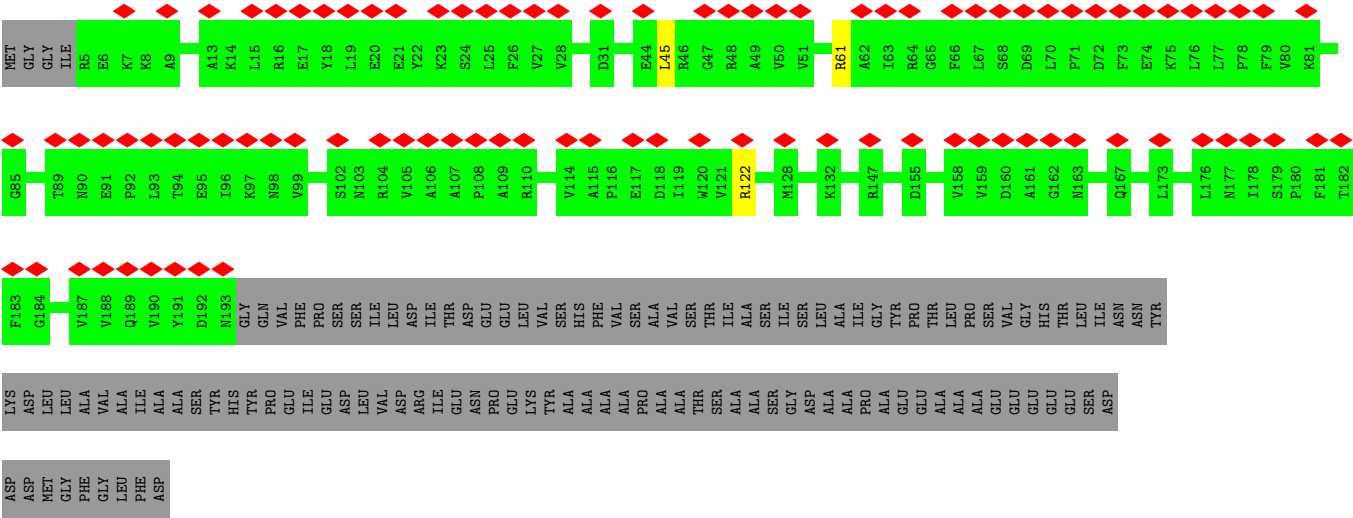 MET GLY GLY ILE R5 E6 K7 K8 A9 A13 K14 L15 R16 E17 Y18 L19 E20 E21 Y22 K23 S24 L25 F26 V27 V28 D31 E44 L45 R46 G47 R48 A49 V50 V51 R61 A62 I63 R64 G65 F66 L67 S68 D69 L70 P71 D72 F73 E74 K75 L76 L77 P78 F79 V80 K81
G85 T89 N90 E91 P92 L93 T94 E95 I96 K97 N98 V99 S102 N103 R104 V105 A106 A107 P108 A109 R110 V114 A115 P116 E117 D118 I119 W120 V121 R122 M128 K132 R147 D155 V158 V159 D160 A161 G162 N163 Q167 L173 L176 N177 I178 S179 P180 F181 T182
F183 G184 V187 V188 Q189 V190 Y191 D192 N193 GLY GLN VAL PHE PRO SER SER ILE LEU ASP ILE THR ASP GLU GLU LEU VAL SER HIS PHE VAL SER ALA VAL SER THR ILE ALA SER ILE SER LEU ALA ILE GLY TYR PRO THR LEU PRO SER VAL GLY HIS THR LEU ILE ASN ASN TYR
LYS ASP LEU LEU ALA VAL ALA ILE ALA ALA SER TYR HIS TYR PRO GLU ILE GLU ASP LEU VAL ASP ARG ILE GLU ASN PRO GLU LYS TYR ALA ALA ALA ALA PRO ALA ALA THR SER ALA ALA SER GLY ASP ALA ALA PRO ALA GLU GLU ALA ALA ALA GLU GLU GLU GLU GLU SER ASP
ASP ASP MET GLY PHE GLY LEU PHE ASP